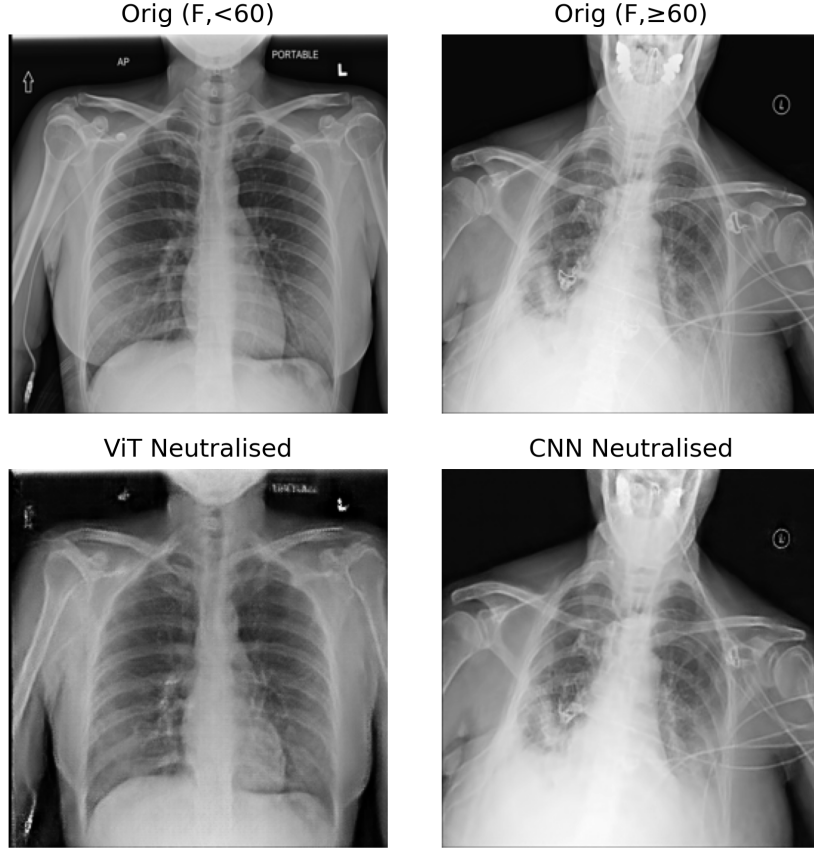 Orig (F,<60)
Orig (F,≥60)
AP
PORTABLE
L
L
ViT Neutralised
CNN Neutralised
L
L